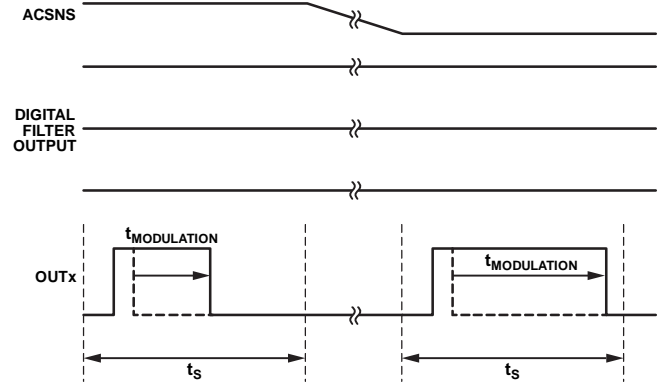 ACSNS
DIGITAL
FILTER
OUTPUT
tMODULATION
OUTx
tMODULATION
tS
tS